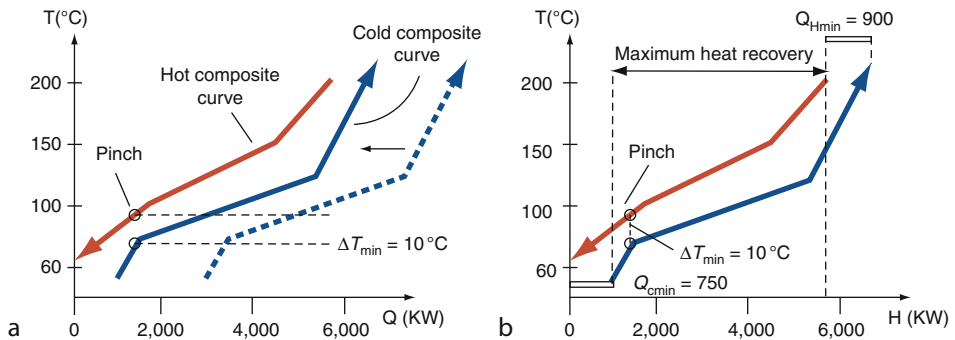 T(°C)
200
150
100
60
0
2,000
4,000
6,000
Q (KW)
Hot composite
curve
Cold composite
curve
Pinch
ΔTmin = 10 °C
a
T(°C)
200
150
100
60
0
2,000
4,000
6,000
H (KW)
QHmin = 900
Maximum heat recovery
Pinch
ΔTmin = 10 °C
Qcmin = 750
b